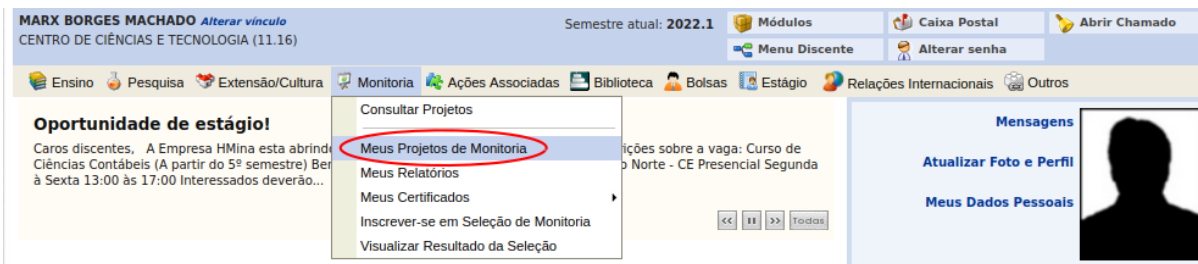 MARX BORGES MACHADO Alterar vínculo
Semestre atual: 2022.1
Módulos
Caixa Postal
Abrir Chamado
CENTRO DE CIÊNCIAS E TECNOLOGIA (11.16)
Menu Discente
Alterar senha
Ensino Pesquisa Extensão/Cultura Monitoria Ações Associadas Biblioteca Bolsas Estágio Relações Internacionais Outros
Consultar Projetos
Meus Projetos de Monitoria
Meus Relatórios
Meus Certificados
Inscrever-se em Seleção de Monitoria
Visualizar Resultado da Seleção
Oportunidade de estágio!
Caros discentes, A Empresa HMina esta abrind ições sobre a vaga: Curso de
Ciências Contábeis (A partir do 5º semestre) Ber o Norte - CE Presencial Segunda
à Sexta 13:00 às 17:00 Interessados deverão...
Todas
Mensagens
Atualizar Foto e Perfil
Meus Dados Pessoais